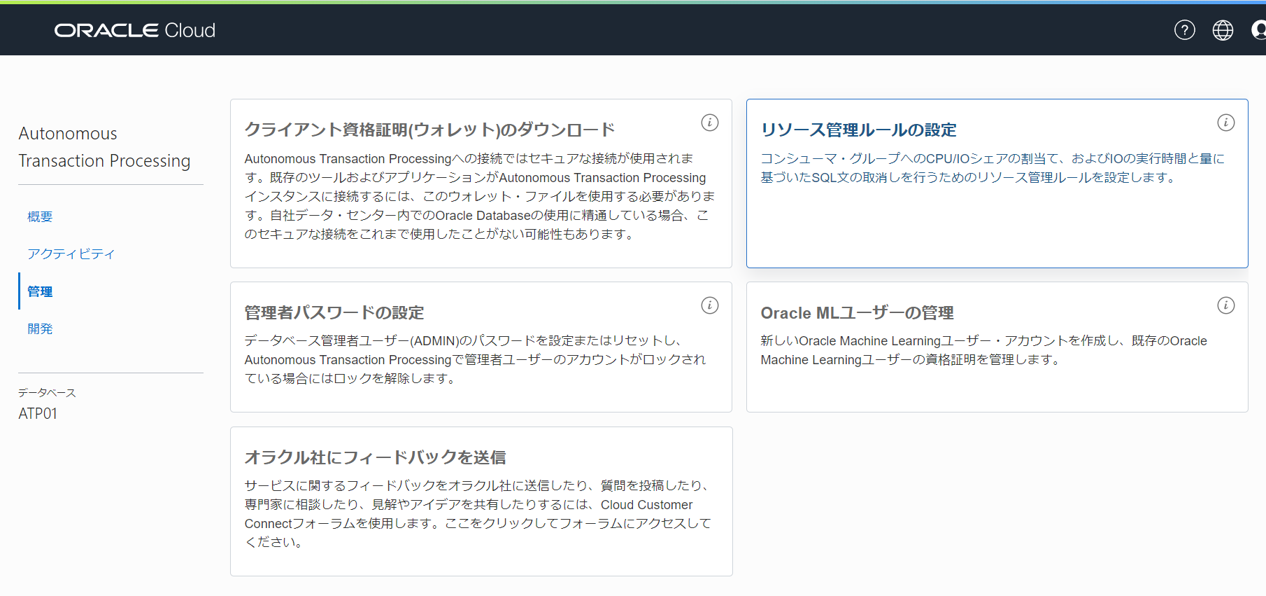 ORACLE Cloud
Autonomous
Transaction Processing
概要
アクティビティ
管理
開発
データベース
ATP01
クライアント資格証明(ウォレット)のダウンロード
Autonomous Transaction Processingへの接続ではセキュアな接続が使用されま
す。既存のツールおよびアプリケーションがAutonomous Transaction Processing
インスタンスに接続するには、このウォレット・ファイルを使用する必要がありま
す。自社データ・センター内でのOracle Databaseの使用に精通している場合、こ
のセキュアな接続をこれまで使用したことがない可能性もあります。
リソース管理ルールの設定
コンシューマ・グループへのCPU/IOシェアの割当て、およびIOの実行時間と量に
基づいたSQL文の取消しを行うためのリソース管理ルールを設定します。
管理者パスワードの設定
データベース管理者ユーザー(ADMIN)のパスワードを設定またはリセットし、
Autonomous Transaction Processingで管理者ユーザーのアカウントがロックされ
ている場合にはロックを解除します。
Oracle MLユーザーの管理
新しいOracle Machine Learningユーザー・アカウントを作成し、既存のOracle
Machine Learningユーザーの資格証明を管理します。
オラクル社にフィードバックを送信
サービスに関するフィードバックをオラクル社に送信したり、質問を投稿したり、
専門家に相談したり、見解やアイデアを共有したりするには、Cloud Customer
Connectフォーラムを使用します。ここをクリックしてフォーラムにアクセスして
ください。